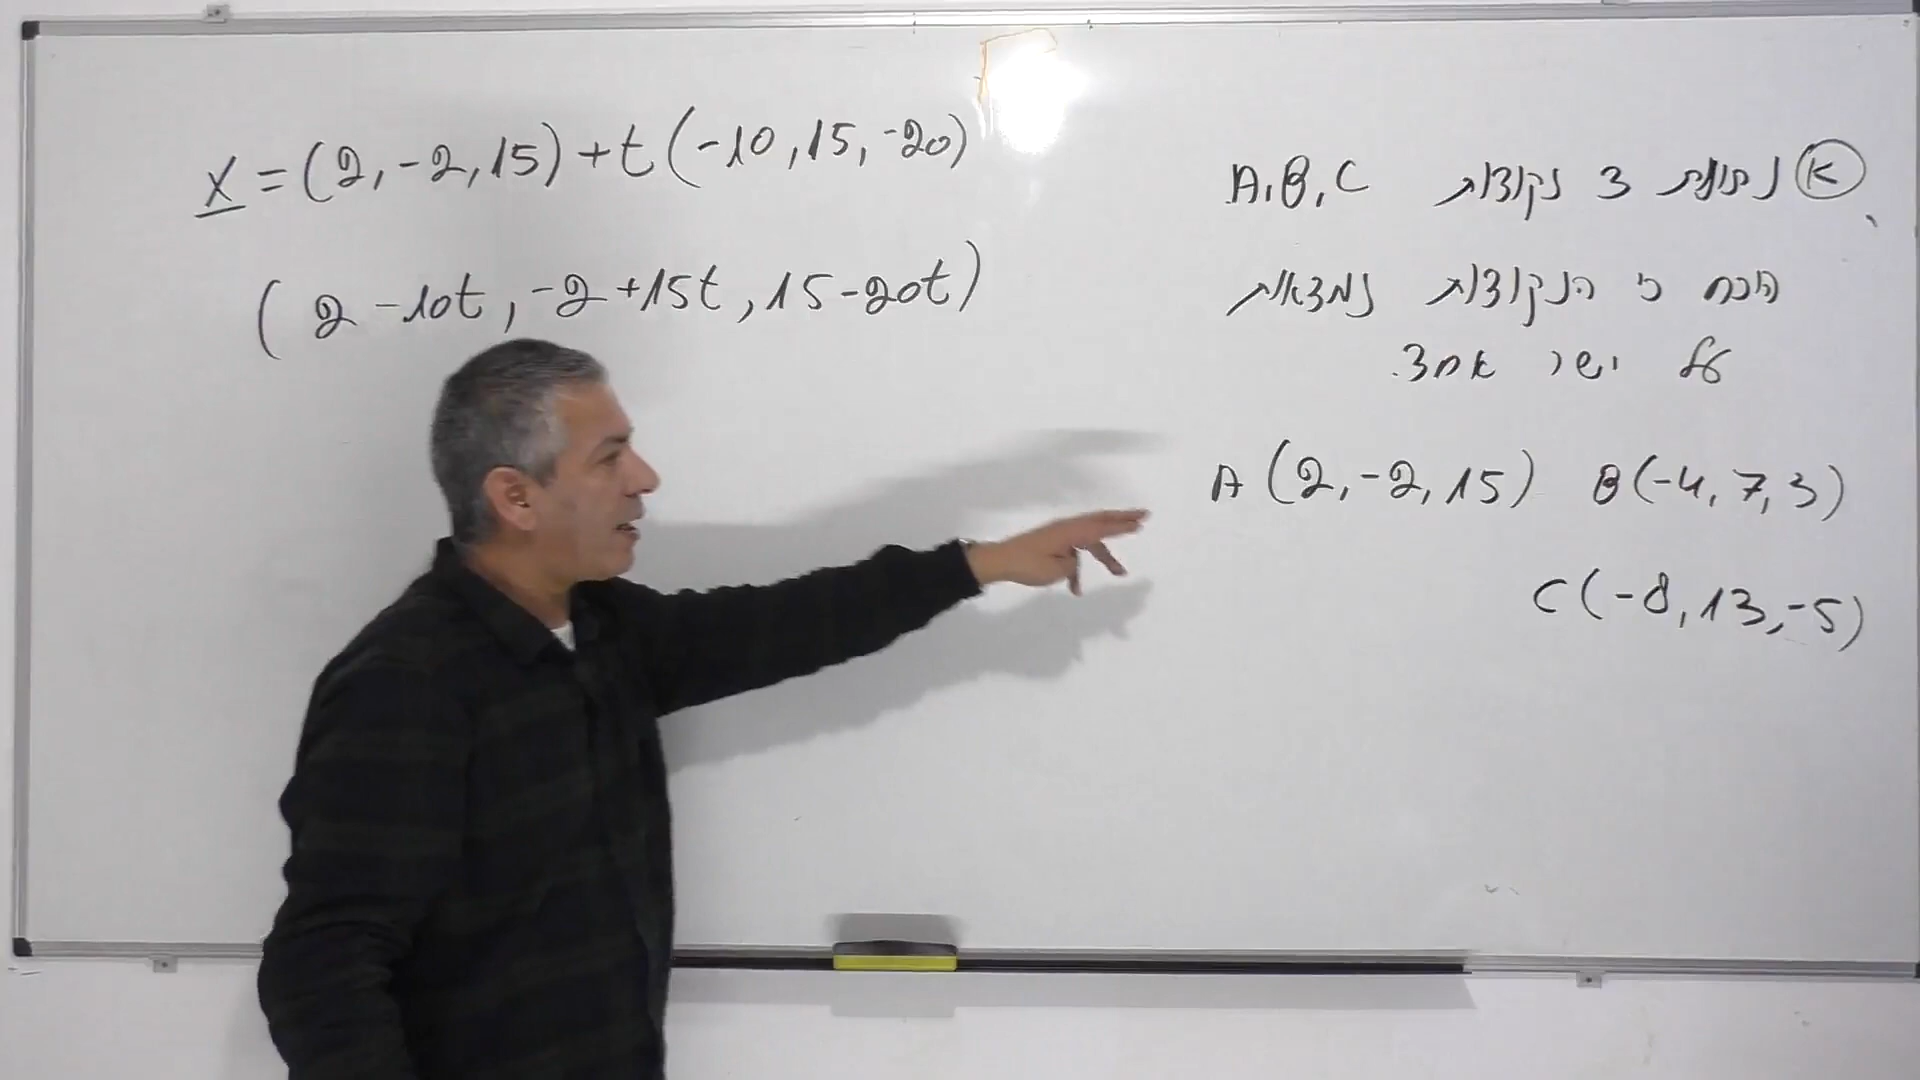 x = (2, -2, 15) + t (-10, 15, -20)
( 2 -10t , -2 +15t , 15 -20t )
א נתונות 3 נקודות A, B, C
הוכח כי הנקודות נמצאות
על ישר אחד.
A (2, -2, 15) B (-4, 7, 3)
C (-8, 13, -5)